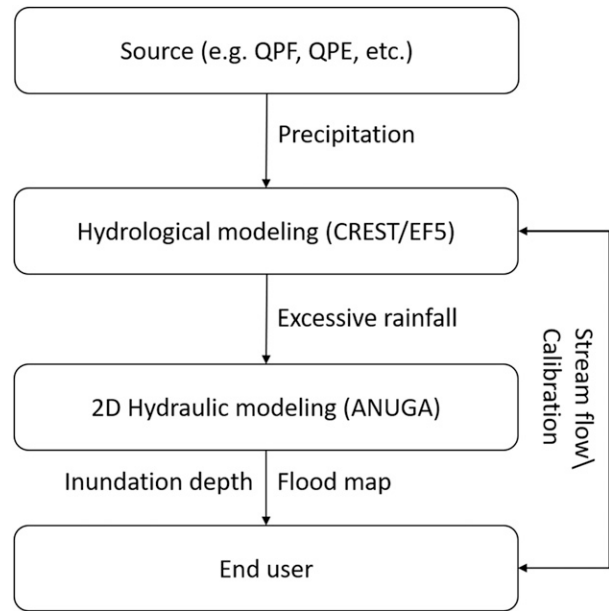 Source (e.g. QPF, QPE, etc.)
Precipitation
Hydrological modeling (CREST/EF5)
Excessive rainfall
2D Hydraulic modeling (ANUGA)
Inundation depth
Flood map
End user
Stream flow\
Calibration